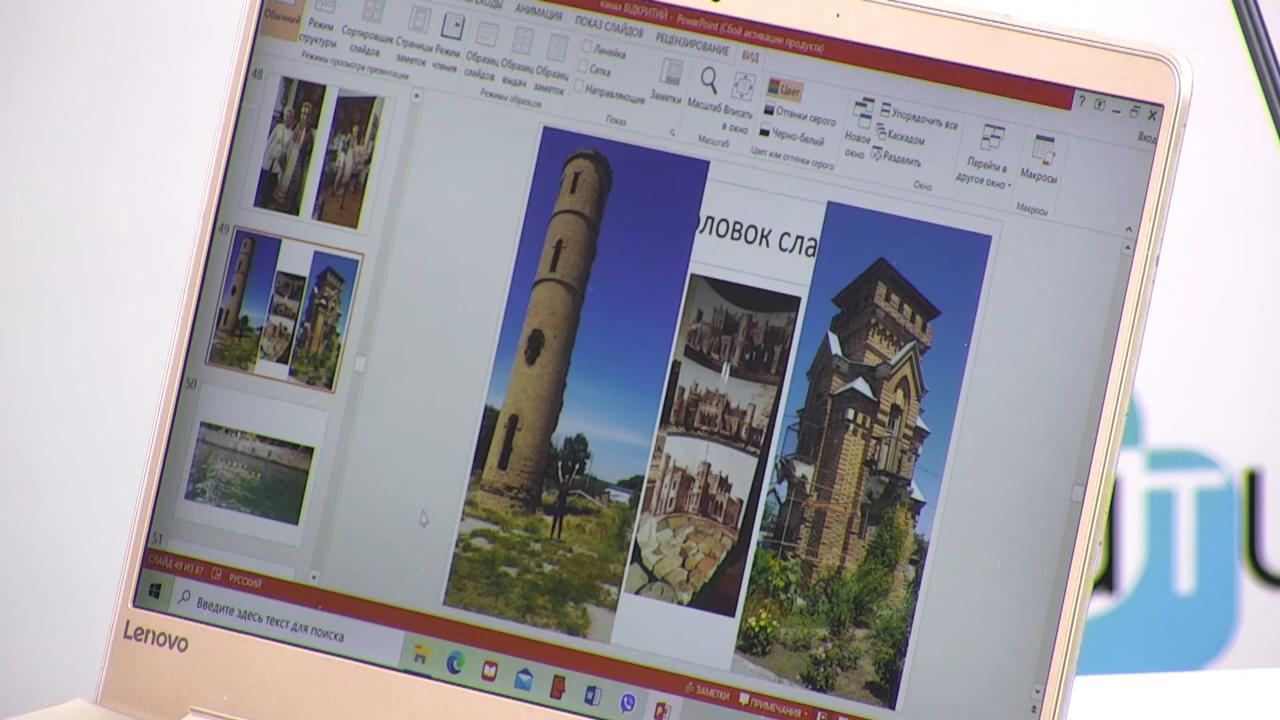 канал ВІДКРИТИЙ - PowerPoint (Сбой активации продукта)
АНИМАЦИЯ ПОКАЗ СЛАЙДОВ РЕЦЕНЗИРОВАНИЕ ВИД
Вход
Обычный
Режим структуры
Сортировщик слайдов
Страницы заметок
Режим чтения
Режимы просмотра презентации
Образец слайдов
Образец выдач
Образец заметок
Режимы образцов
Линейка
Сетка
Направляющие
Показ
Заметки
Масштаб
Вписать в окно
Масштаб
Цвет
Оттенки серого
Черно-белый
Цвет или оттенки серого
Новое окно
Упорядочить все
Каскадом
Разделить
Окно
Перейти в другое окно
Макросы
Макросы
48
49
50
51
оловок сла
СЛАЙД 49 ИЗ 87
РУССКИЙ
ЗАМЕТКИ
ПРИМЕЧАНИЯ
Введите здесь текст для поиска
Lenovo